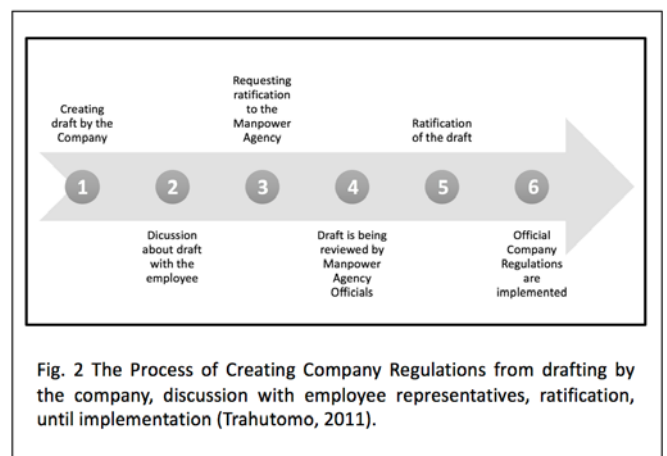 Creating
draft by the
Company
1
Dicussion
about draft
with the
employee
2
Requesting
ratification
to the
Manpower
Agency
3
Draft is being
reviewed by
Manpower
Agency
Officials
4
Ratification
of the draft
5
Official
Company
Regulations
are
implemented
6
Fig. 2 The Process of Creating Company Regulations from drafting by
the company, discussion with employee representatives, ratification,
until implementation (Trahutomo, 2011).